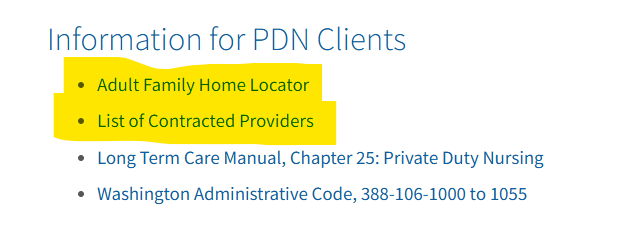 Information for PDN Clients
Adult Family Home Locator
List of Contracted Providers
Long Term Care Manual, Chapter 25: Private Duty Nursing
Washington Administrative Code, 388-106-1000 to 1055